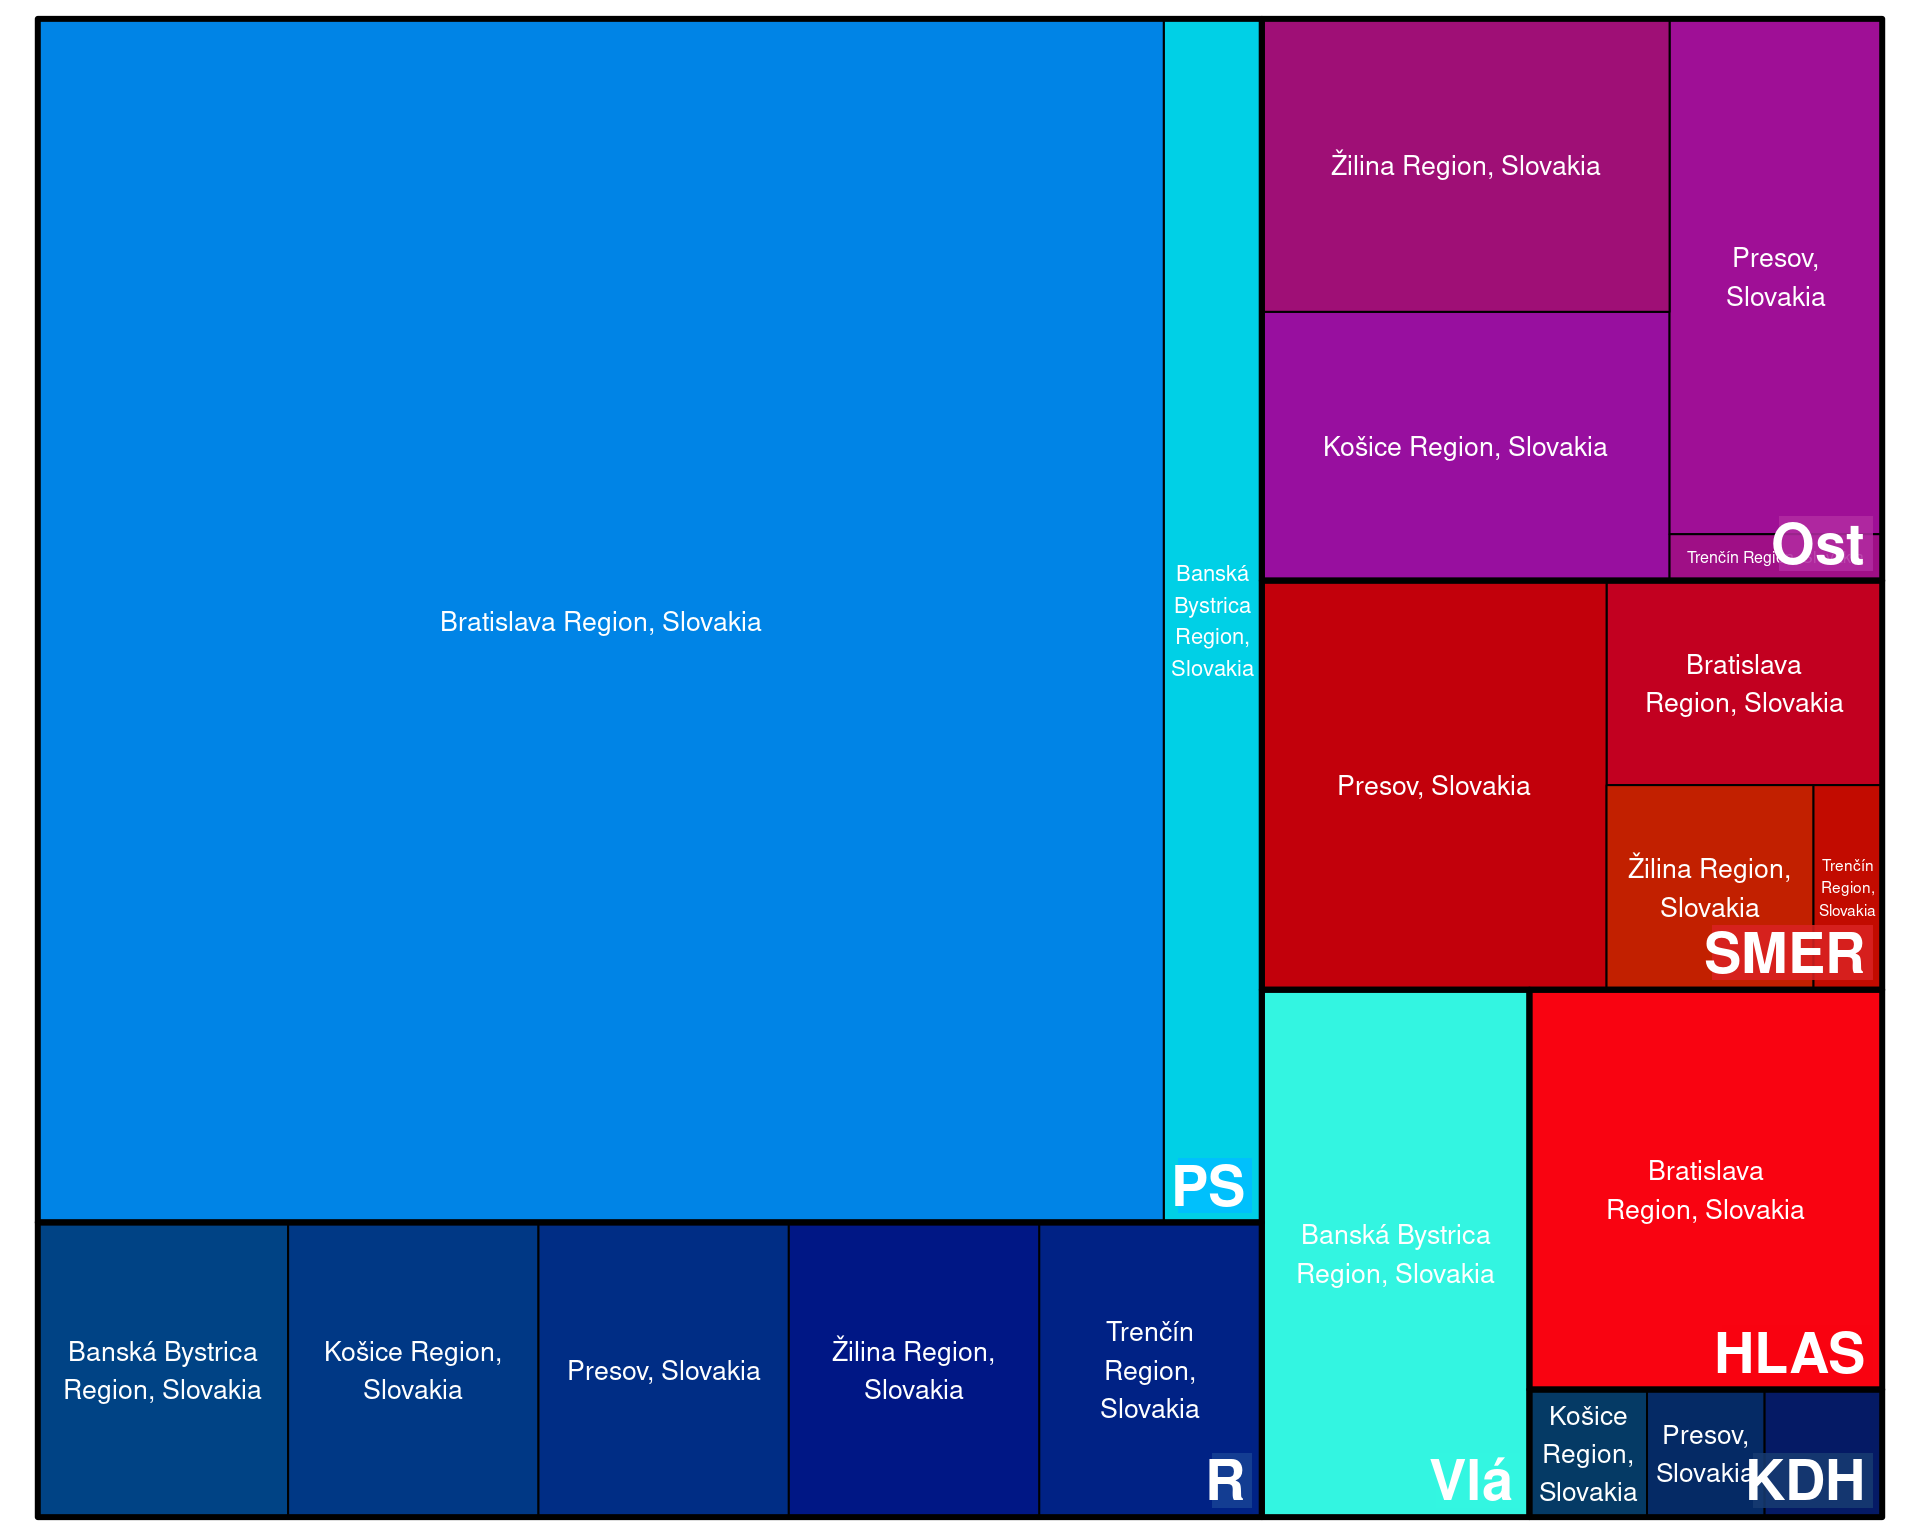 Bratislava Region, Slovakia
Banská
Bystrica
Region,
Slovakia
PS
Banská Bystrica
Region, Slovakia
Košice Region,
Slovakia
Presov, Slovakia
Žilina Region,
Slovakia
Trenčín
Region,
Slovakia
R
Žilina Region, Slovakia
Košice Region, Slovakia
Presov,
Slovakia
Trenčín
Ost
Presov, Slovakia
Bratislava
Region, Slovakia
Žilina Region,
Slovakia
Trenčín
Region,
Slovakia
SMER
Banská Bystrica
Region, Slovakia
Vlá
Bratislava
Region, Slovakia
HLAS
Košice
Region,
Slovakia
Presov,
Slovakia
KDH